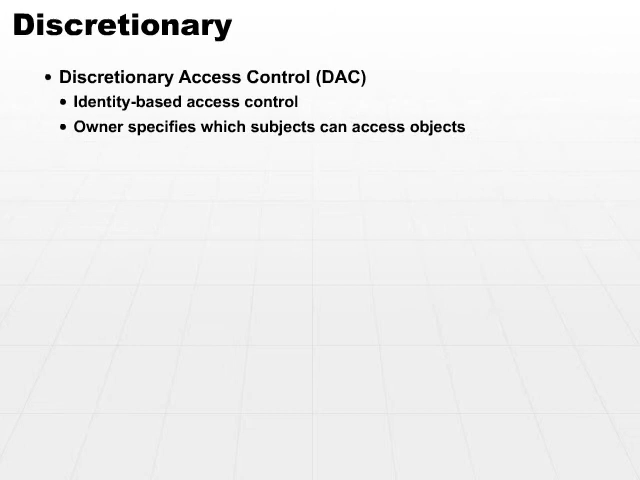 Discretionary
• Discretionary Access Control (DAC)
• Identity-based access control
• Owner specifies which subjects can access objects